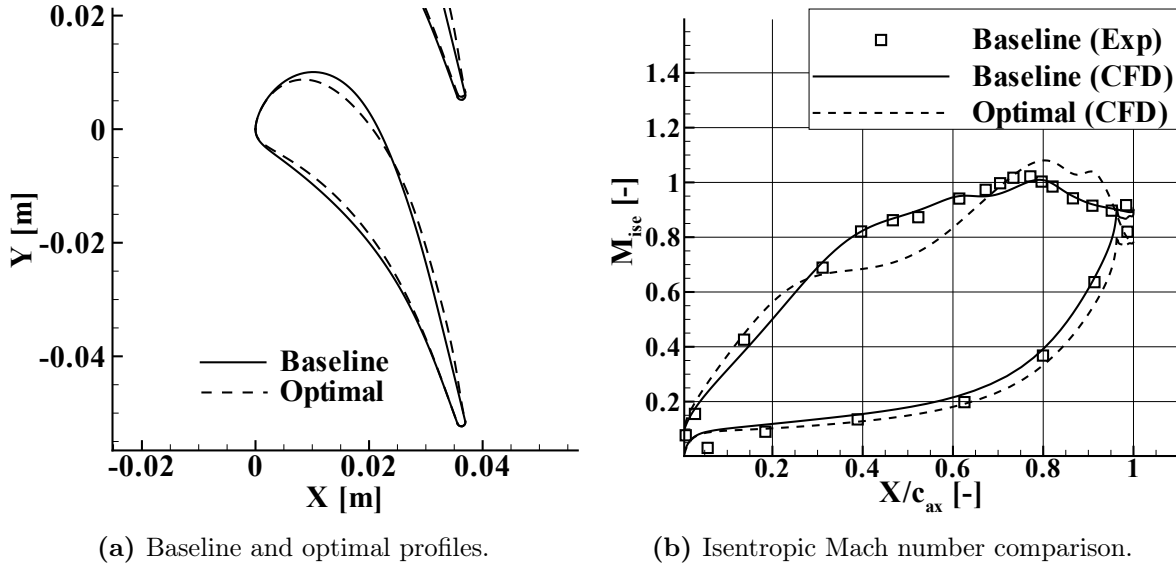 0.02
0
-0.02
-0.04
Y [m]
-0.02
0
0.02
0.04
X [m]
Baseline
Optimal
(a) Baseline and optimal profiles.
1.4
1.2
1
0.8
0.6
0.4
0.2
M_ise [-]
0.2
0.4
0.6
0.8
1
X/c_ax [-]
Baseline (Exp)
Baseline (CFD)
Optimal (CFD)
(b) Isentropic Mach number comparison.